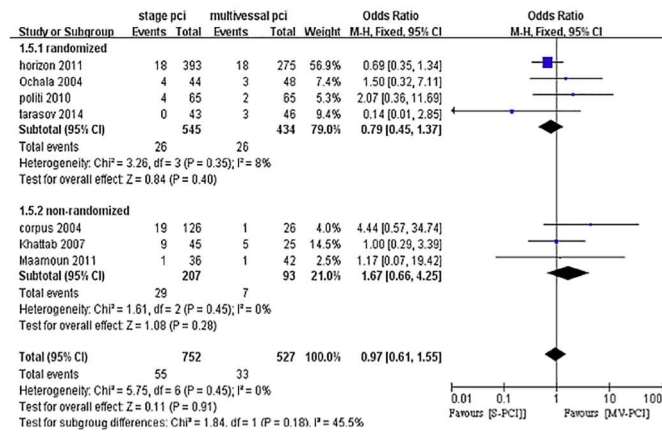 stage pci multivessal pci Odds Ratio Odds Ratio
Study or Subgroup Events Total Events Total Weight M-H, Fixed, 95% CI M-H, Fixed, 95% CI
1.5.1 randomized
horizon 2011 18 393 18 275 56.9% 0.69 [0.35, 1.34]
Ochala 2004 4 44 3 48 7.4% 1.50 [0.32, 7.11]
politi 2010 4 65 2 65 5.3% 2.07 [0.36, 11.69]
tarasov 2014 0 43 3 46 9.4% 0.14 [0.01, 2.85]
Subtotal (95% CI) 545 434 79.0% 0.79 [0.45, 1.37]
Total events 26 26
Heterogeneity: Chi² = 3.26, df = 3 (P = 0.35); I² = 8%
Test for overall effect: Z = 0.84 (P = 0.40)
1.5.2 non-randomized
corpus 2004 19 126 1 26 4.0% 4.44 [0.57, 34.74]
Khattab 2007 9 45 5 25 14.5% 1.00 [0.29, 3.39]
Maamoun 2011 1 36 1 42 2.5% 1.17 [0.07, 19.42]
Subtotal (95% CI) 207 93 21.0% 1.67 [0.66, 4.25]
Total events 29 7
Heterogeneity: Chi² = 1.61, df = 2 (P = 0.45); I² = 0%
Test for overall effect: Z = 1.08 (P = 0.28)
Total (95% CI) 752 527 100.0% 0.97 [0.61, 1.55]
Total events 55 33
Heterogeneity: Chi² = 5.75, df = 6 (P = 0.45); I² = 0%
Test for overall effect: Z = 0.11 (P = 0.91)
Test for subgroup differences: Chi² = 1.84, df = 1 (P = 0.18), I² = 45.5%
0.01 0.1 1 10 100
Favours [S-PCI] Favours [MV-PCI]